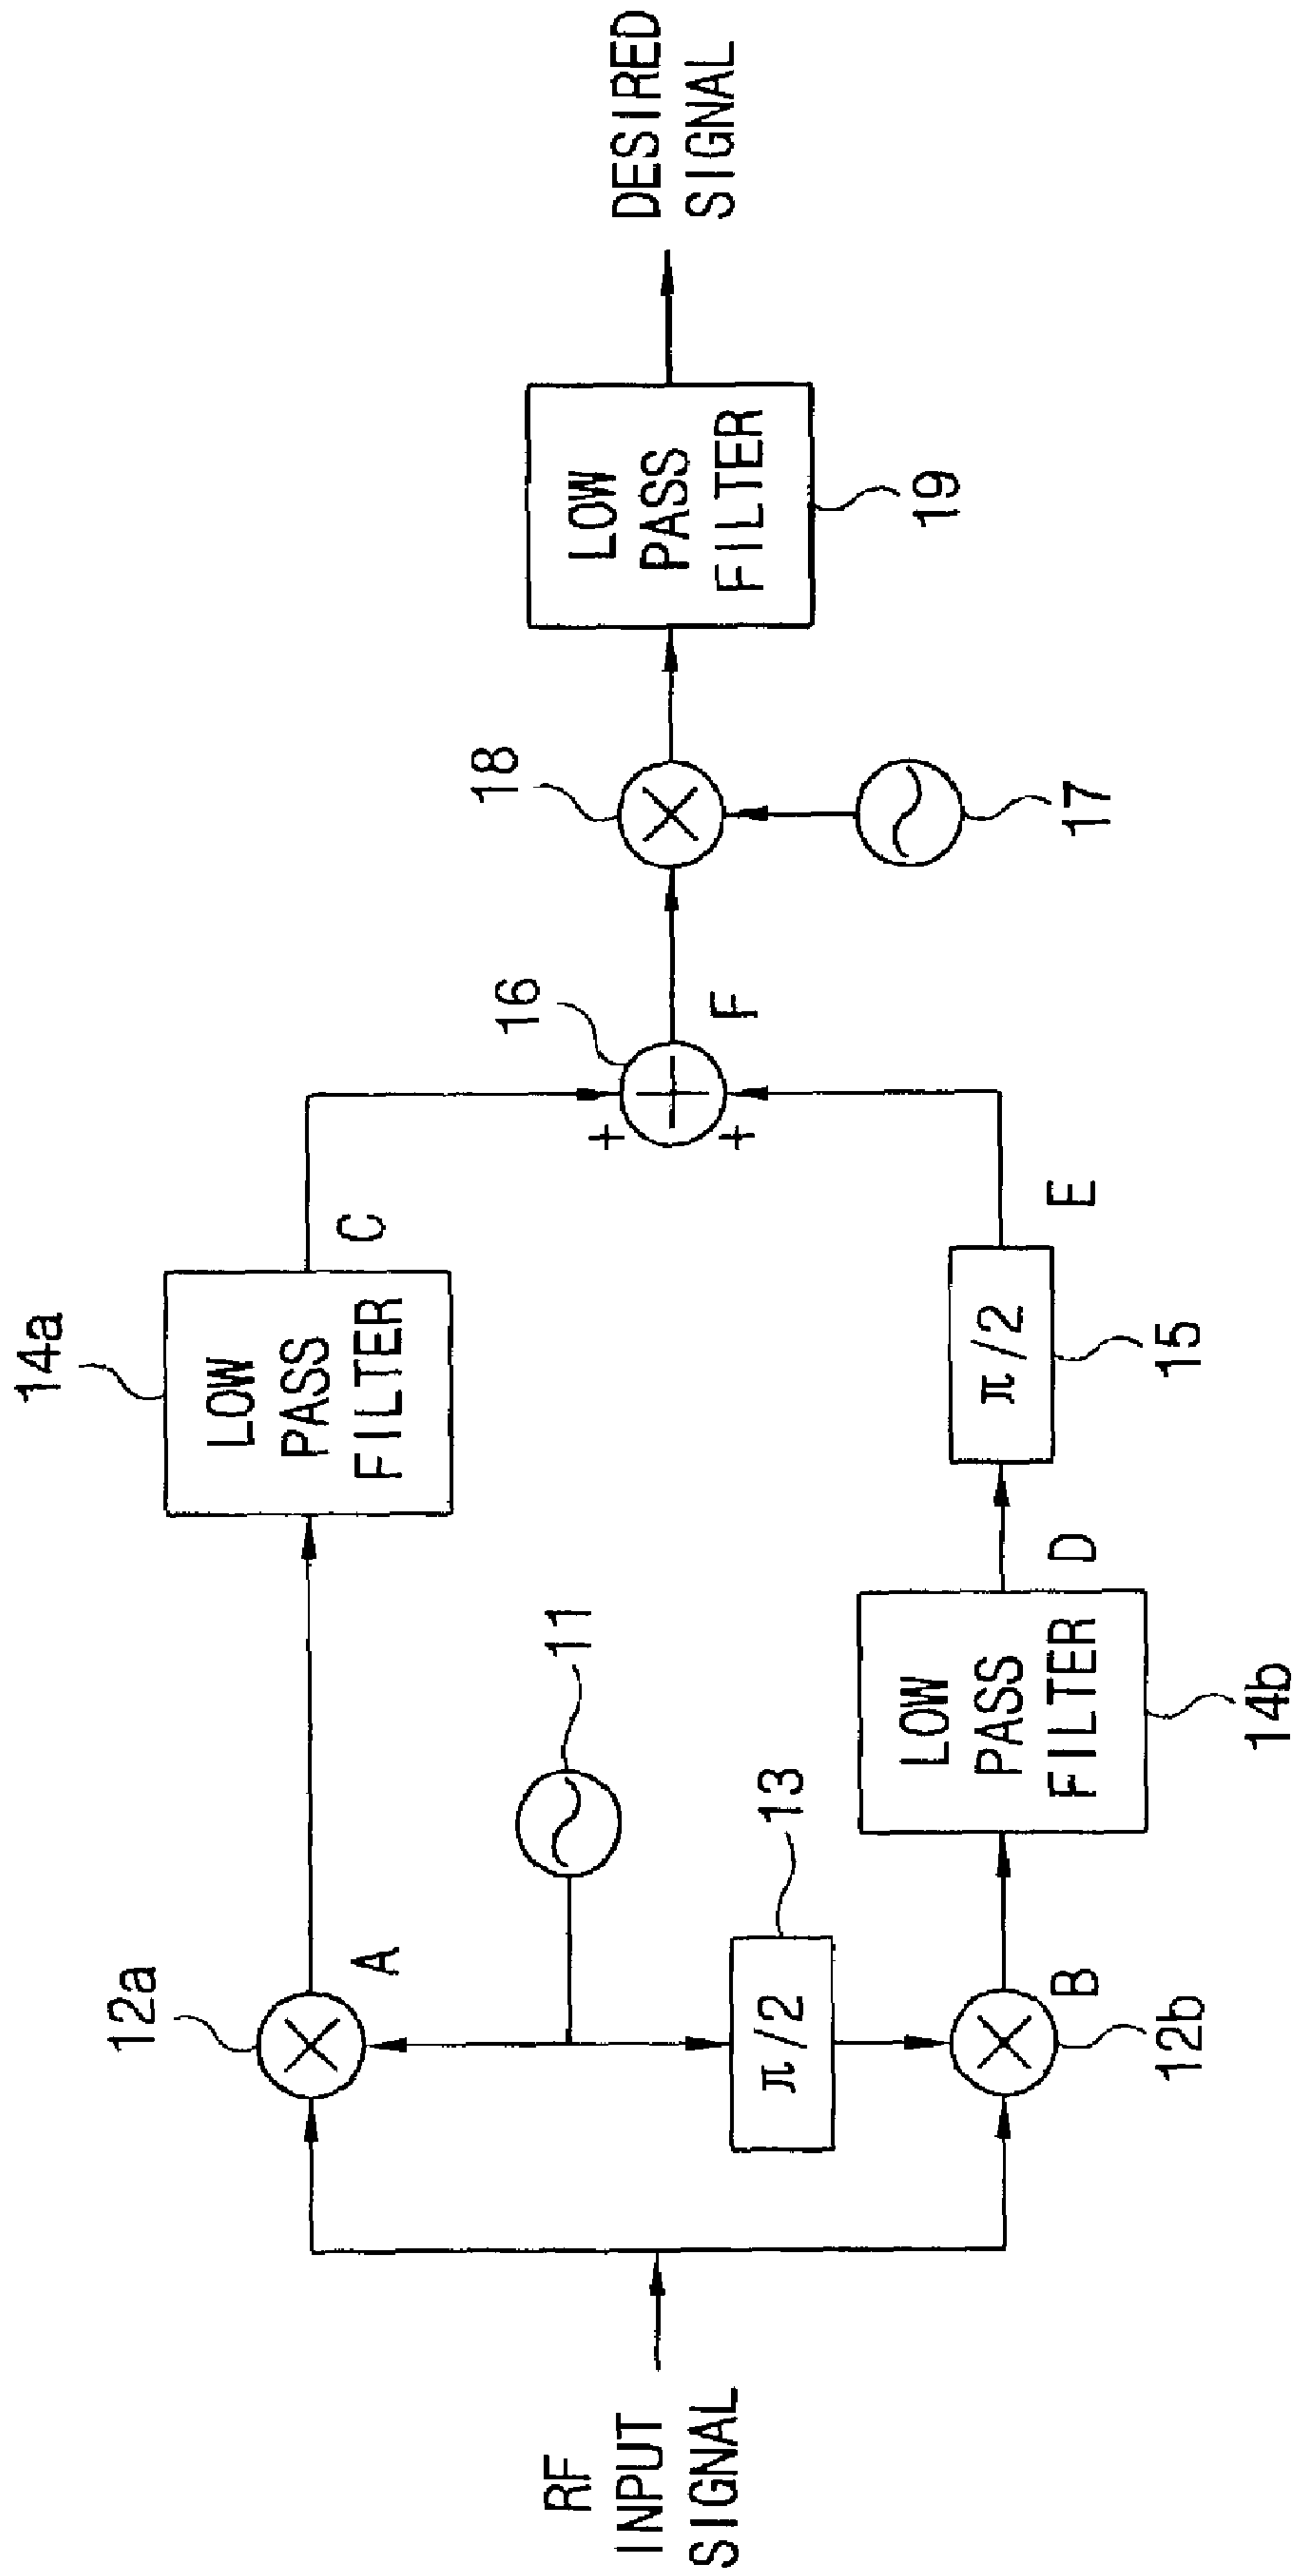 RF
INPUT
SIGNAL
12a
A
11
13
π/2
B
12b
14a
LOW
PASS
FILTER
C
LOW
PASS
FILTER
14b
D
π/2
15
E
16
+
+
F
18
17
LOW
PASS
FILTER
19
DESIRED
SIGNAL